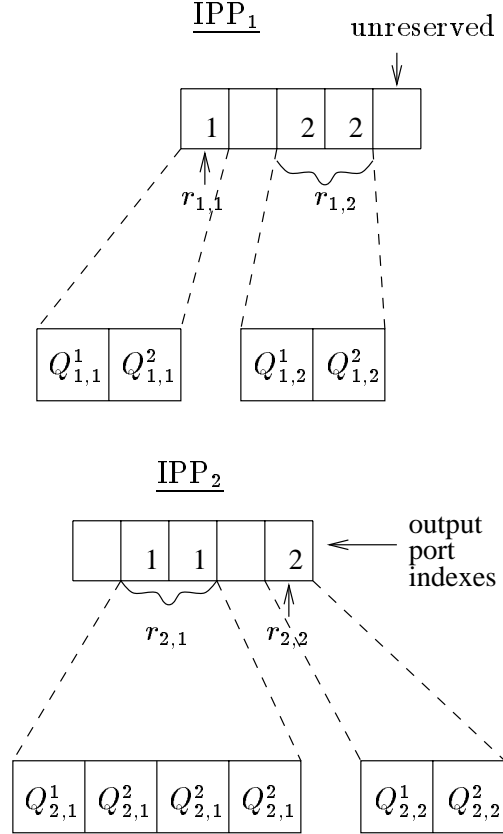 IPP₁
unreserved
1 2 2
r₁,₁ r₁,₂
Q¹₁,₁ Q²₁,₁ Q¹₁,₂ Q²₁,₂
IPP₂
1 1 2
output
port
indexes
r₂,₁ r₂,₂
Q¹₂,₁ Q²₂,₁ Q²₂,₁ Q²₂,₁ Q¹₂,₂ Q²₂,₂